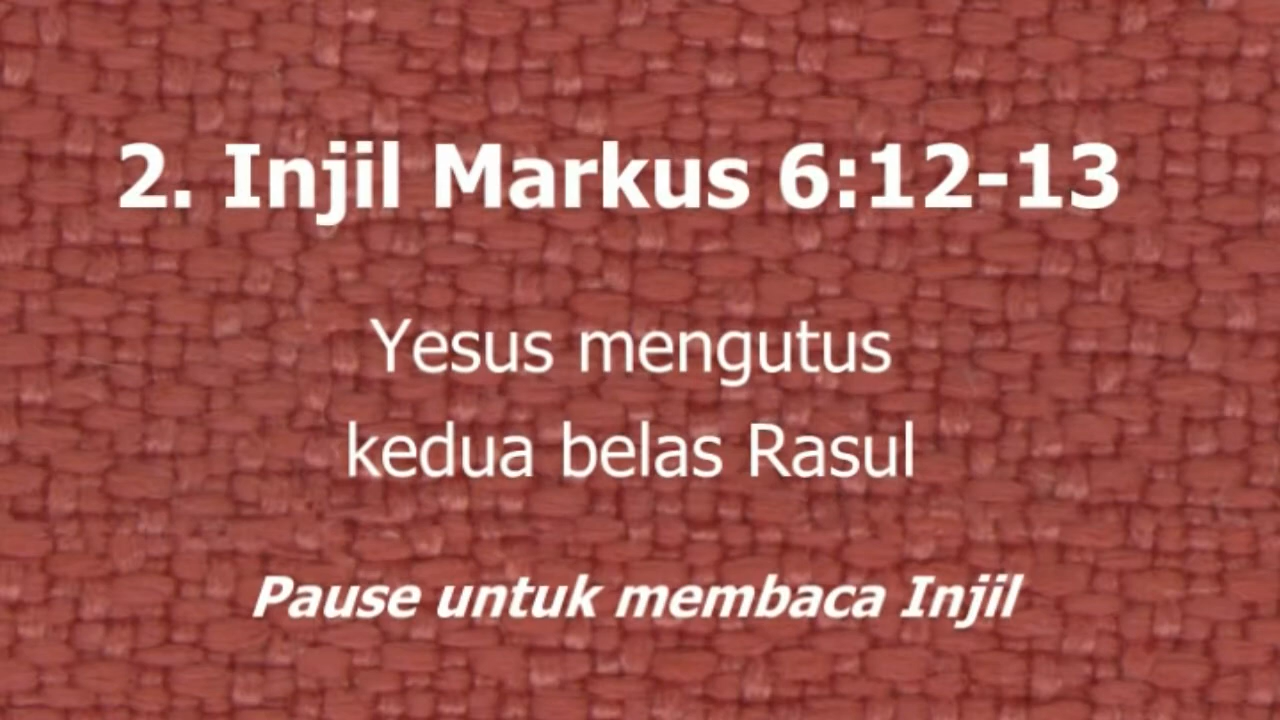 2. Injil Markus 6:12-13
Yesus mengutus
kedua belas Rasul
Pause untuk membaca Injil